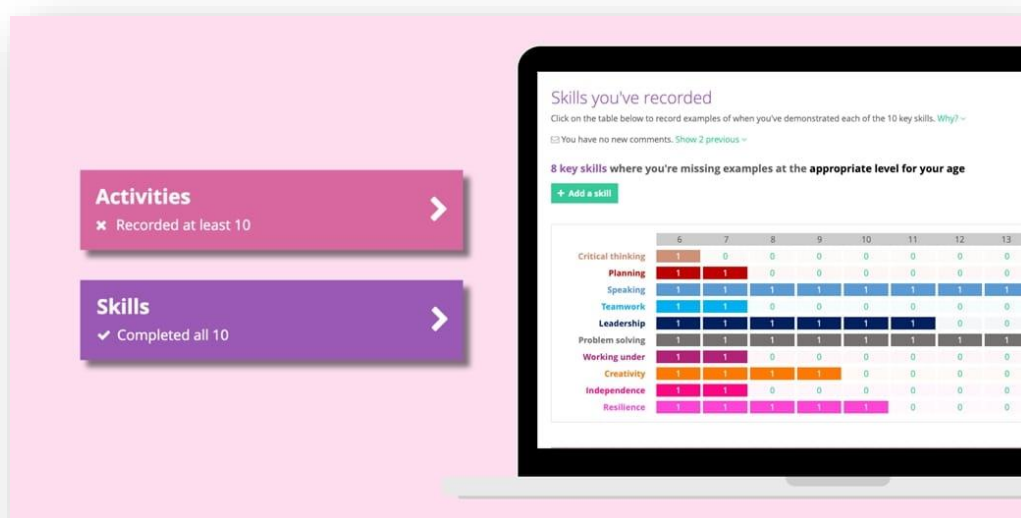 Activities
✖ Recorded at least 10
Skills
✔ Completed all 10
Skills you've recorded
Click on the table below to record examples of when you've demonstrated each of the 10 key skills. Why?
You have no new comments. Show 2 previous
8 key skills where you're missing examples at the appropriate level for your age
+ Add a skill
6 7 8 9 10 11 12 13
Critical thinking 1 0 0 0 0 0 0 0
Planning 1 1 0 0 0 0 0 0
Speaking 1 1 1 1 1 1 1 1
Teamwork 1 1 0 0 0 0 0 0
Leadership 1 1 1 1 1 1 0 0
Problem solving 1 1 1 1 1 1 1 1
Working under 1 1 0 0 0 0 0 0
Creativity 1 1 1 1 0 0 0 0
Independence 1 1 0 0 0 0 0 0
Resilience 1 1 1 1 1 0 0 0